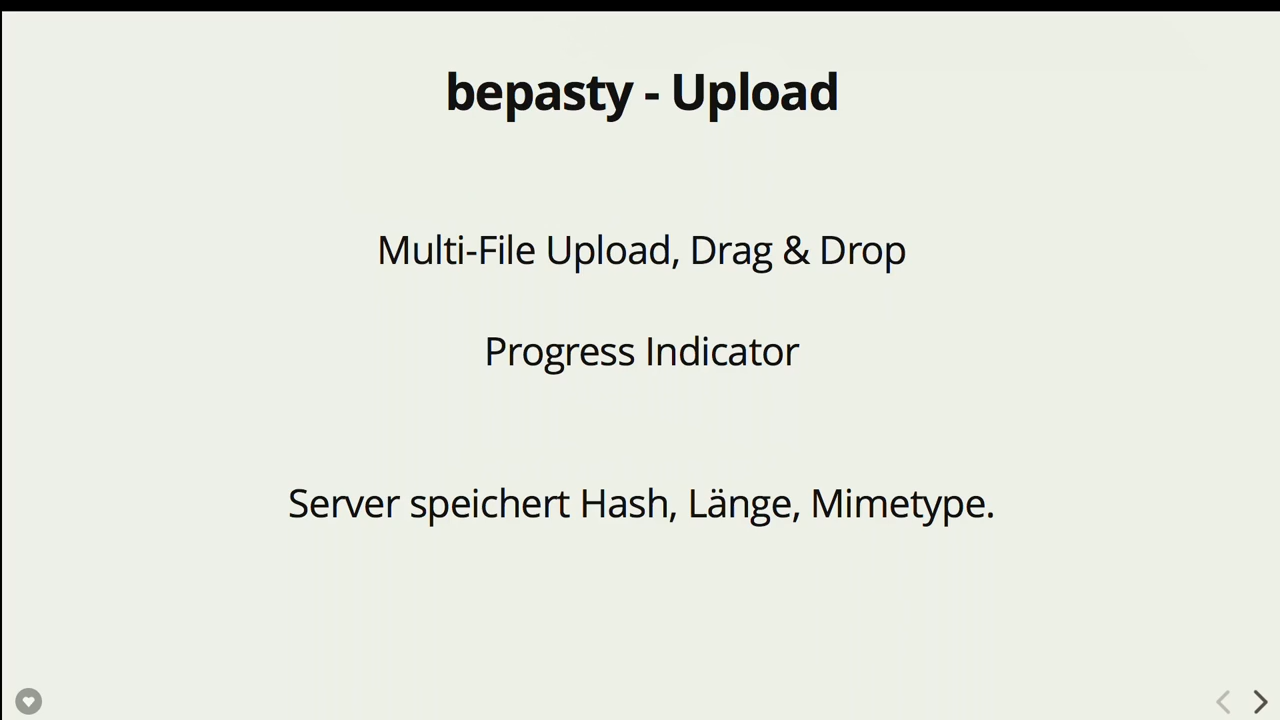 bepasty - Upload
Multi-File Upload, Drag & Drop
Progress Indicator
Server speichert Hash, Länge, Mimetype.